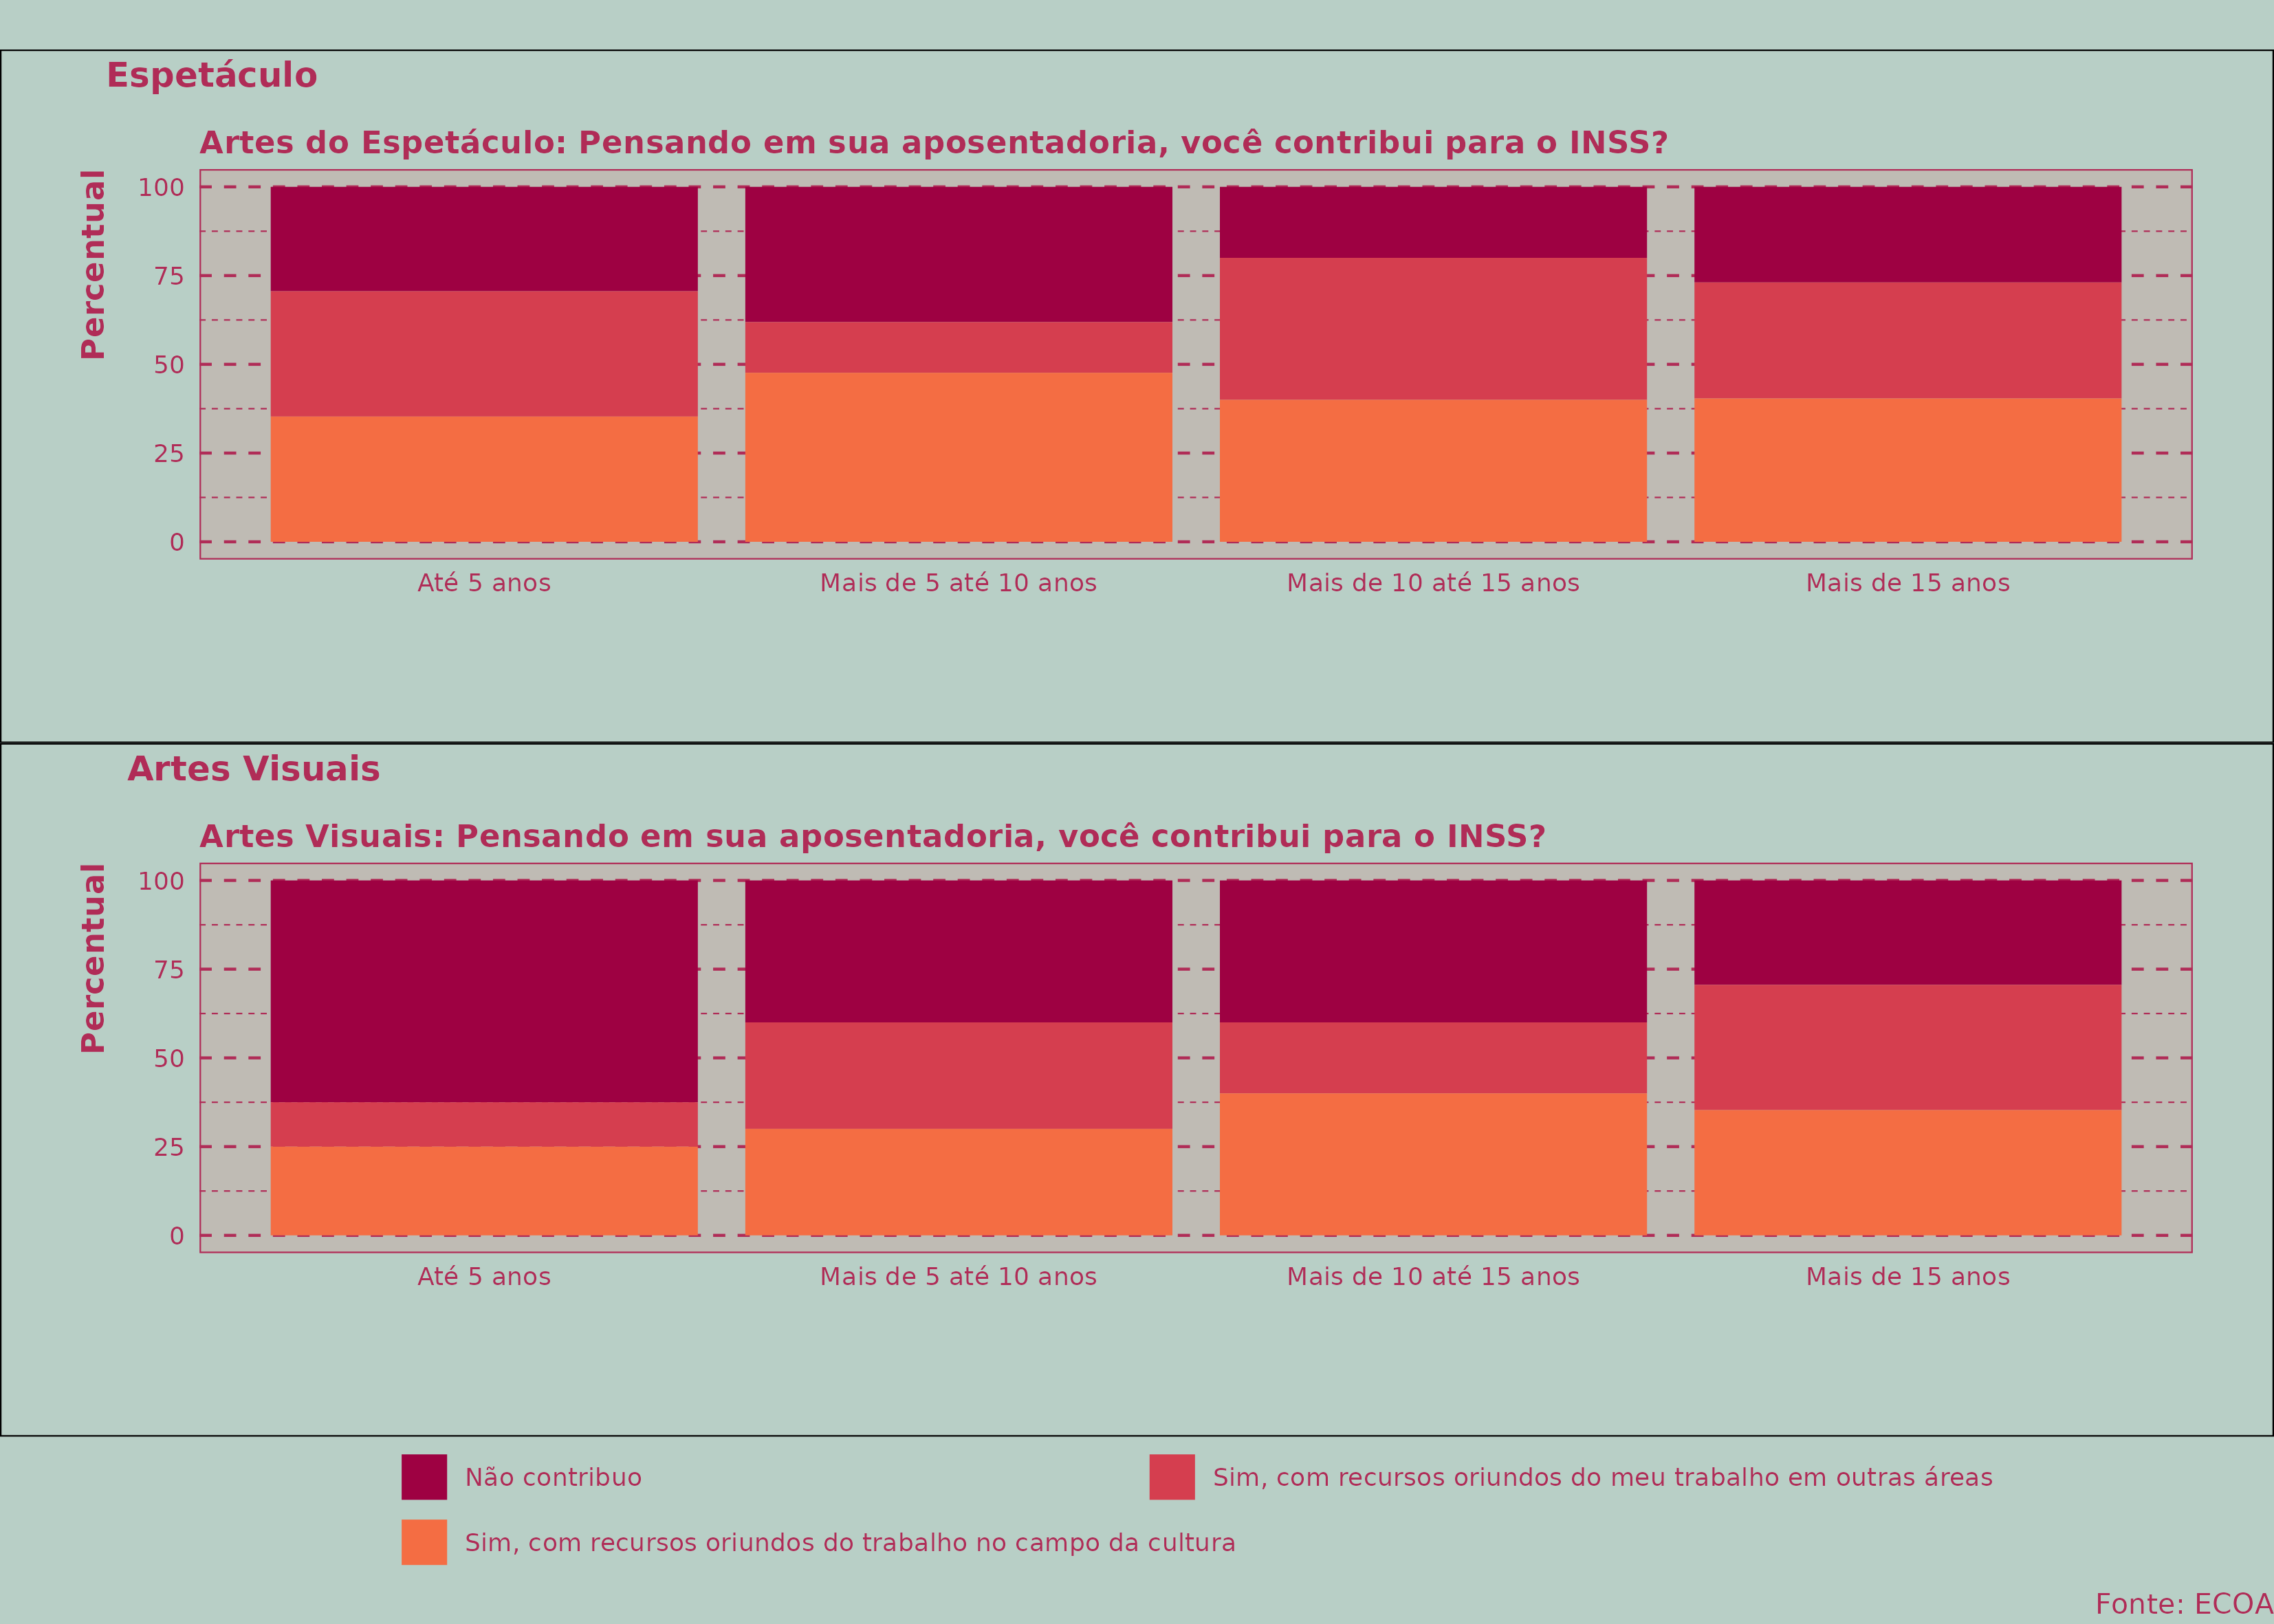 Espetáculo
Artes do Espetáculo: Pensando em sua aposentadoria, você contribui para o INSS?
Percentual
100
75
50
25
0
Até 5 anos
Mais de 5 até 10 anos
Mais de 10 até 15 anos
Mais de 15 anos
Artes Visuais
Artes Visuais: Pensando em sua aposentadoria, você contribui para o INSS?
Percentual
100
75
50
25
0
Até 5 anos
Mais de 5 até 10 anos
Mais de 10 até 15 anos
Mais de 15 anos
Não contribuo
Sim, com recursos oriundos do meu trabalho em outras áreas
Sim, com recursos oriundos do trabalho no campo da cultura
Fonte: ECOA